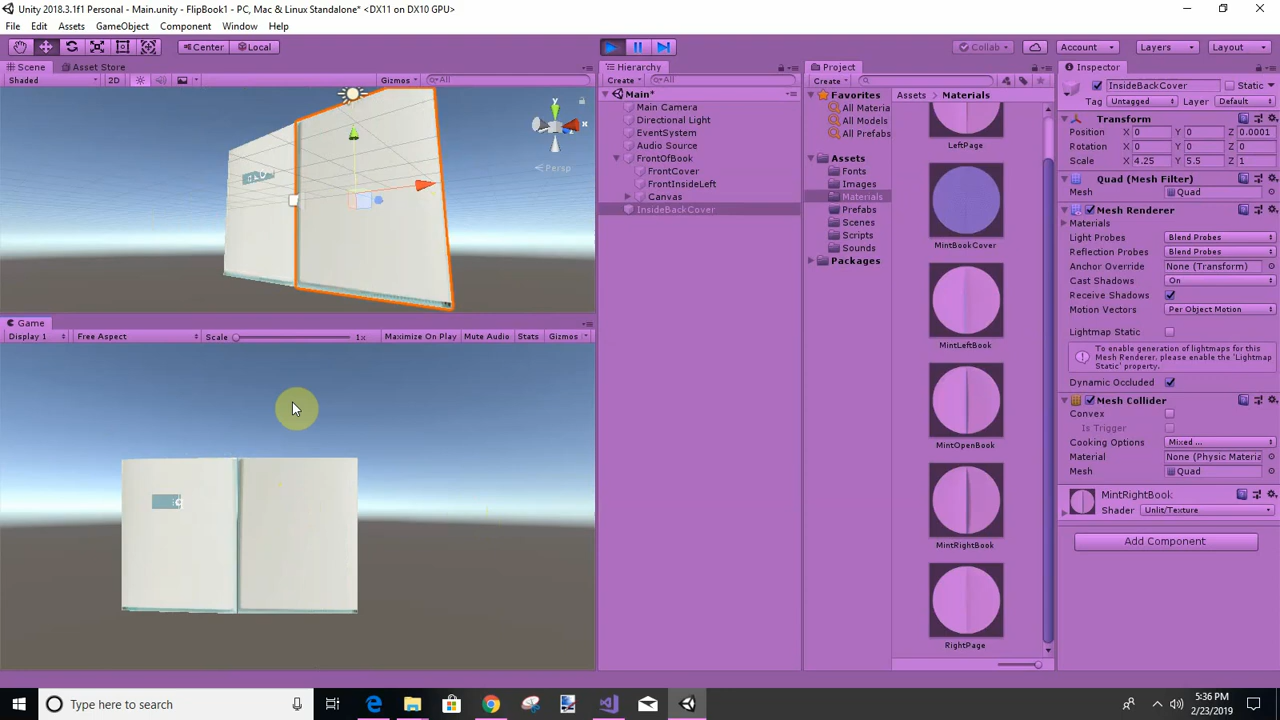 Unity 2018.3.1f1 Personal - Main.unity - FlipBook1 - PC, Mac & Linux Standalone* <DX11 on DX10 GPU>
File Edit Assets GameObject Component Window Help
Center Local Collab Account Layers Layout
Scene Asset Store
Shaded 2D Gizmos All
y x
Persp
Game
Display 1 Free Aspect Scale 1x Maximize On Play Mute Audio Stats Gizmos
Hierarchy
Create All
Main*
Main Camera
Directional Light
EventSystem
Audio Source
FrontOfBook
FrontCover
FrontInsideLeft
Canvas
InsideBackCover
Project
Create
Favorites
All Materia
All Models
All Prefabs
Assets
Fonts
Images
Materials
Prefabs
Scenes
Scripts
Sounds
Packages
Assets Materials
LeftPage
MintBookCover
MintLeftBook
MintOpenBook
MintRightBook
RightPage
Inspector
InsideBackCover Static
Tag Untagged Layer Default
Transform
Position X 0 Y 0 Z 0.0001
Rotation X 0 Y 0 Z 0
Scale X 4.25 Y 5.5 Z 1
Quad (Mesh Filter)
Mesh Quad
Mesh Renderer
Materials
Light Probes Blend Probes
Reflection Probes Blend Probes
Anchor Override None (Transform)
Cast Shadows On
Receive Shadows
Motion Vectors Per Object Motion
Lightmap Static
To enable generation of lightmaps for this
Mesh Renderer, please enable the 'Lightmap
Static' property.
Dynamic Occluded
Mesh Collider
Convex
Is Trigger
Cooking Options Mixed ...
Material None (Physic Materia
Mesh Quad
MintRightBook
Shader Unlit/Texture
Add Component
Type here to search
5:36 PM
2/23/2019